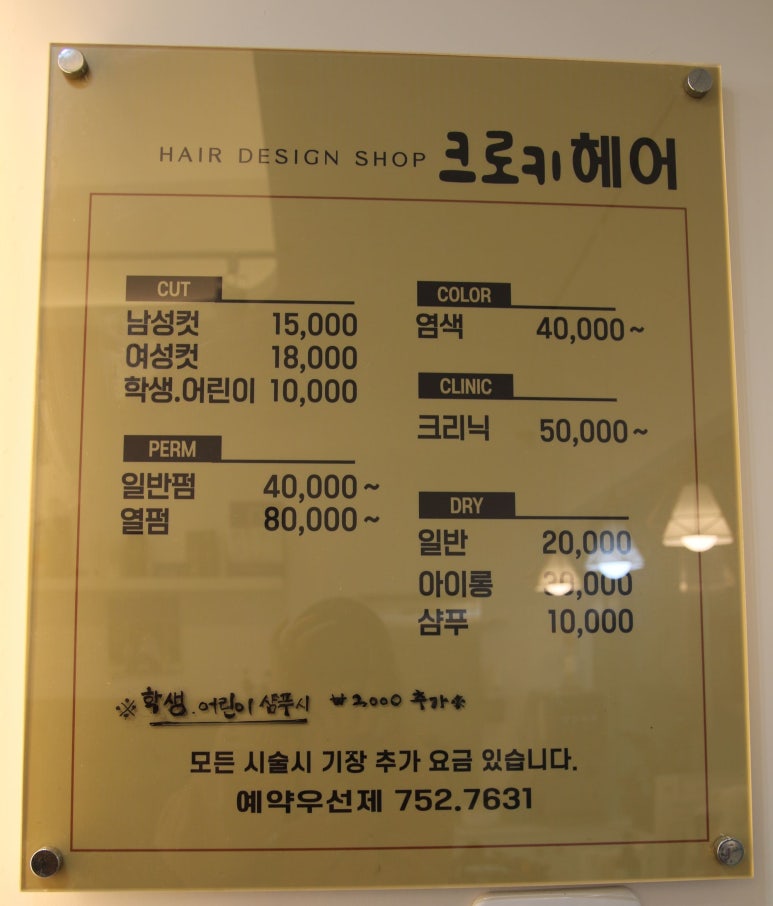 HAIR DESIGN SHOP 크로키헤어
CUT
남성컷 15,000
여성컷 18,000
학생.어린이 10,000
PERM
일반펌 40,000~
열펌 80,000~
COLOR
염색 40,000~
CLINIC
크리닉 50,000~
DRY
일반 20,000
아이롱 30,000
샴푸 10,000
※ 학생.어린이 샴푸시 ₩2,000 추가※
모든 시술시 기장 추가 요금 있습니다.
예약우선제 752.7631